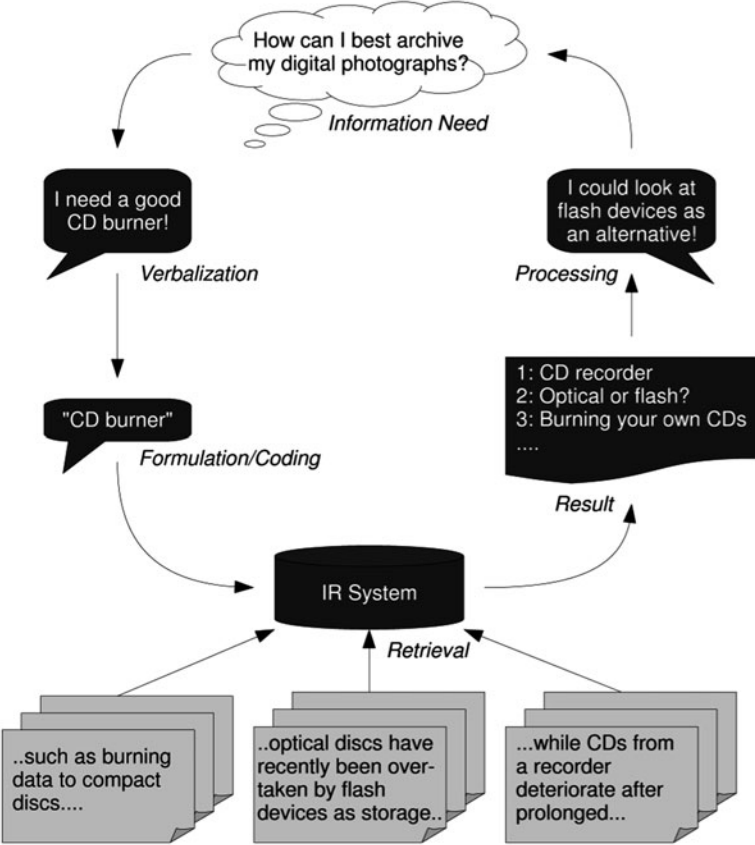 How can I best archive
my digital photographs?
Information Need
I need a good
CD burner!
Verbalization
"CD burner"
Formulation/Coding
IR System
Retrieval
..such as burning
data to compact
discs....
..optical discs have
recently been over-
taken by flash
devices as storage..
...while CDs from
a recorder
deteriorate after
prolonged...
1: CD recorder
2: Optical or flash?
3: Burning your own CDs
....
Result
I could look at
flash devices as
an alternative!
Processing